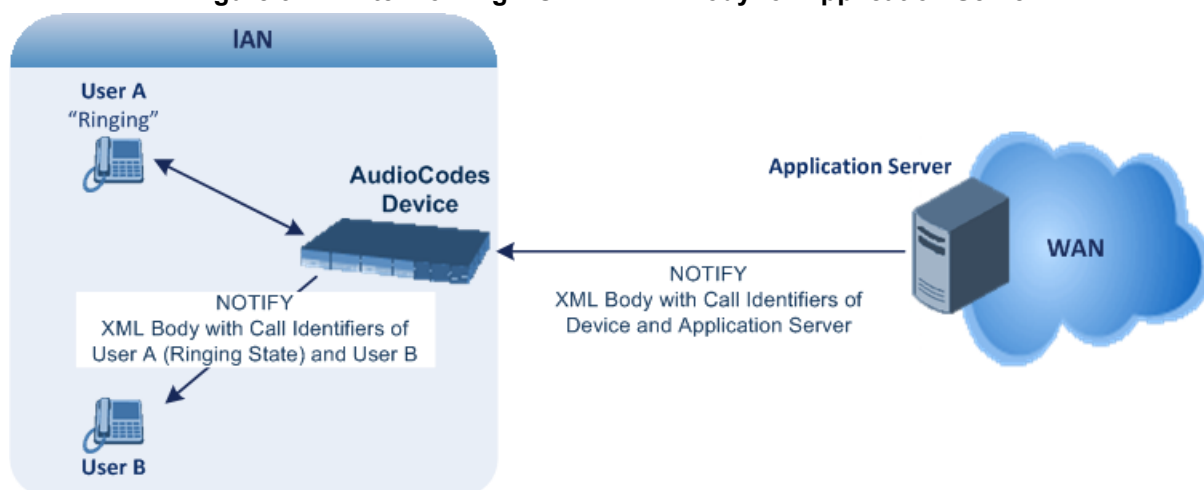 lAN
User A
"Ringing"
AudioCodes
Device
Application Server
WAN
NOTIFY
XML Body with Call Identifiers of
Device and Application Server
NOTIFY
XML Body with Call Identifiers of
User A (Ringing State) and User B
User B